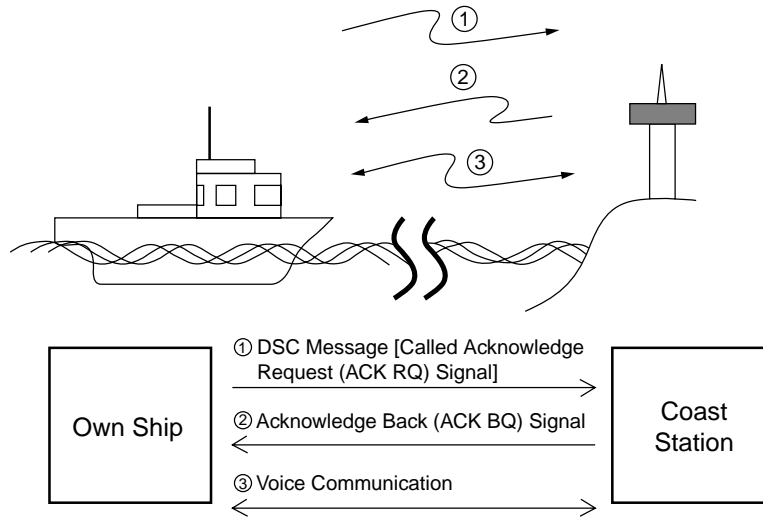 ①
②
③
① DSC Message [Called Acknowledge
Request (ACK RQ) Signal]
Own Ship
② Acknowledge Back (ACK BQ) Signal
Coast
Station
③ Voice Communication